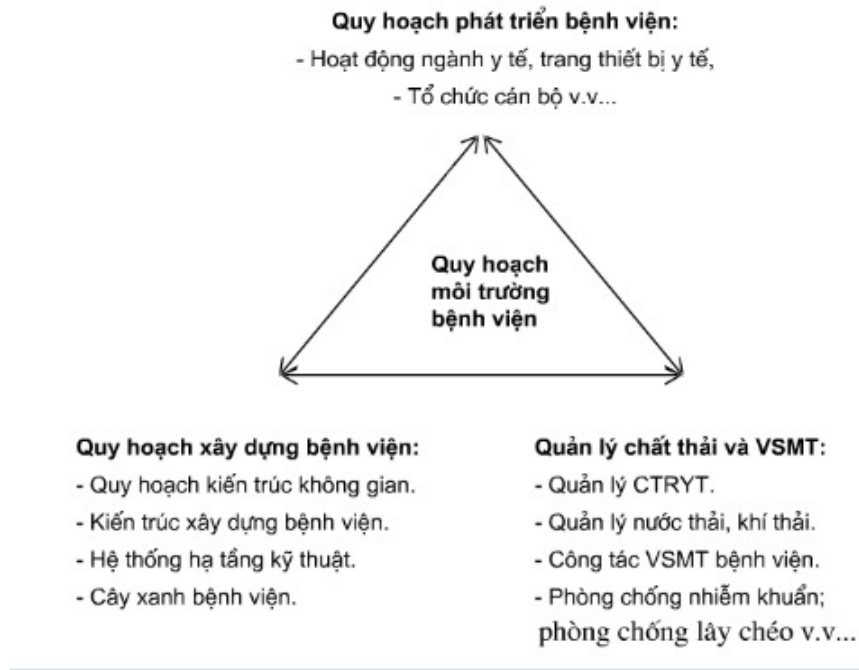 Quy hoạch phát triển bệnh viện:
- Hoạt động ngành y tế, trang thiết bị y tế,
- Tổ chức cán bộ v.v...
Quy hoạch
môi trường
bệnh viện
Quy hoạch xây dựng bệnh viện:
- Quy hoạch kiến trúc không gian.
- Kiến trúc xây dựng bệnh viện.
- Hệ thống hạ tầng kỹ thuật.
- Cây xanh bệnh viện.
Quản lý chất thải và VSMT:
- Quản lý CTRYT.
- Quản lý nước thải, khí thải.
- Công tác VSMT bệnh viện.
- Phòng chống nhiễm khuẩn;
phòng chống lây chéo v.v...